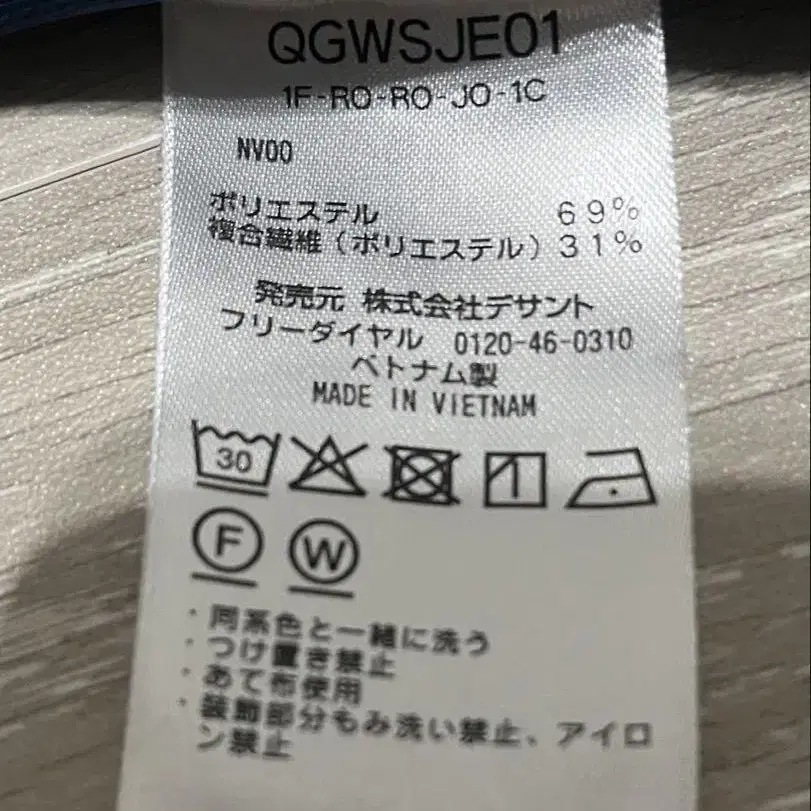 QGWSJE01
1F-RO-RO-JO-1C
NV00
ポリエステル 69%
複合繊維(ポリエステル)31%
発売元 株式会社デサント
フリーダイヤル 0120-46-0310
ベトナム製
MADE IN VIETNAM
30
F W
・同系色と一緒に洗う
・つけ置き禁止
・あて布使用
・装飾部分もみ洗い禁止、アイロ
ン禁止